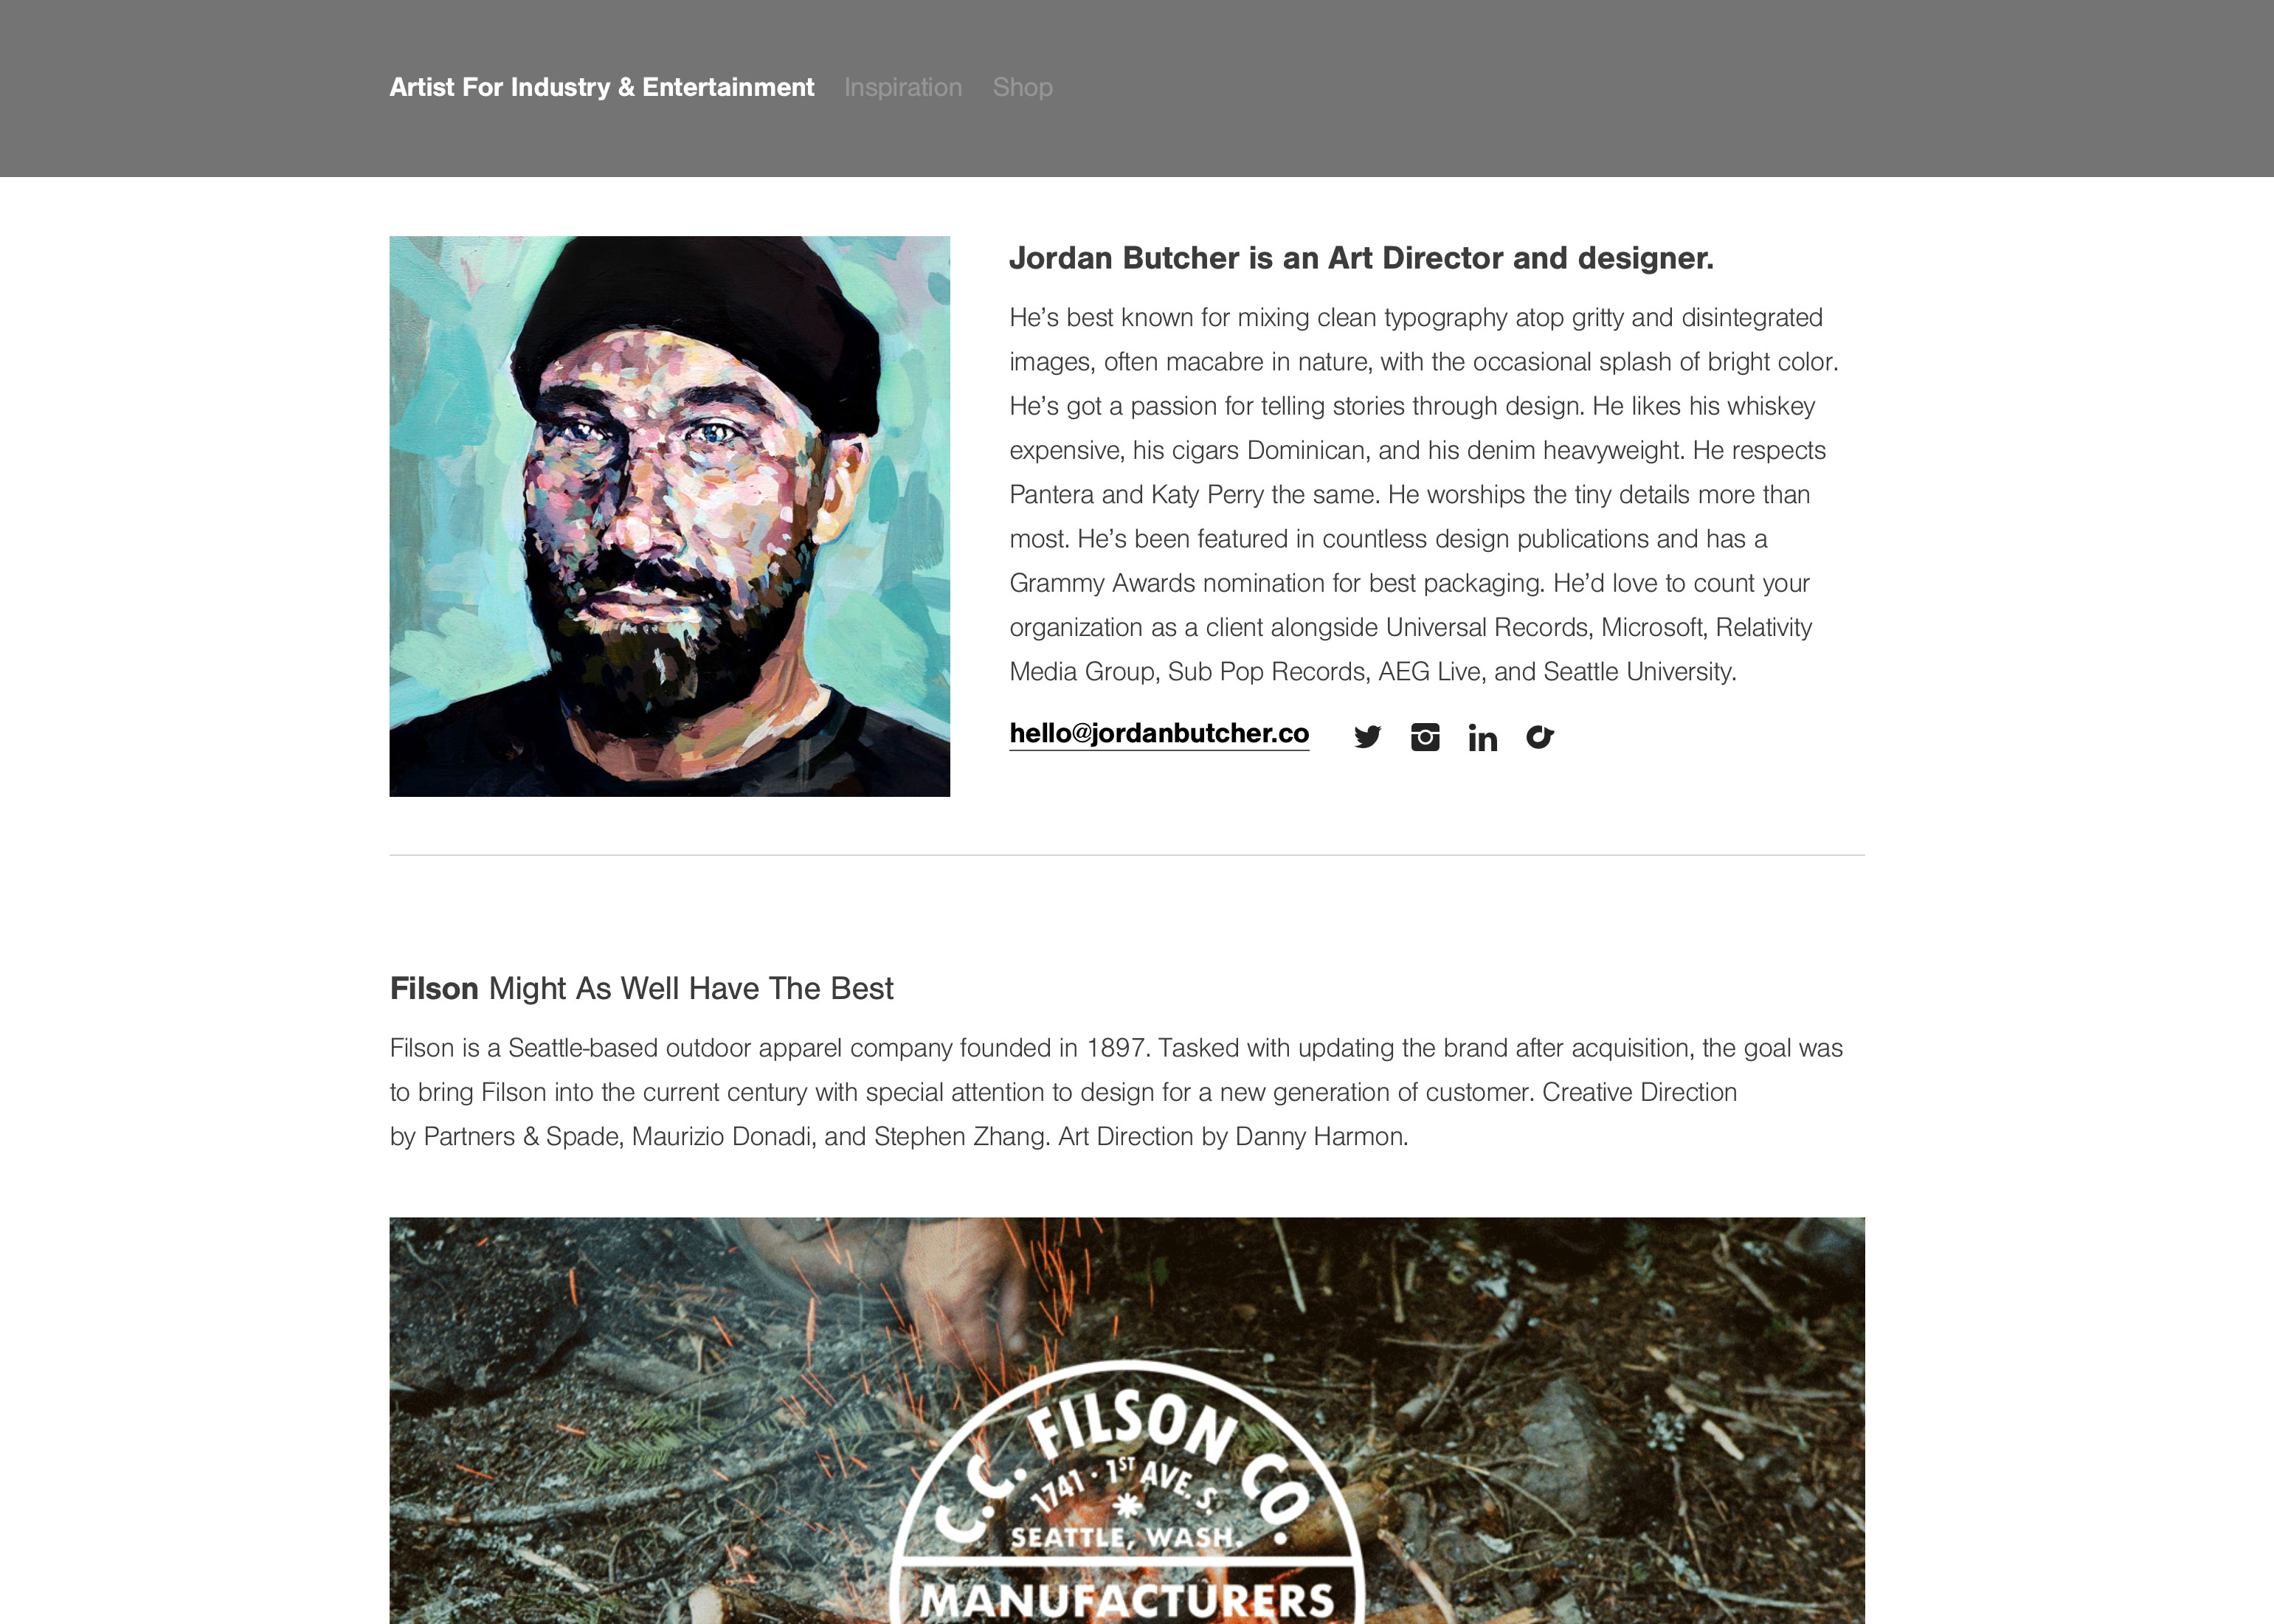 Artist For Industry & Entertainment Inspiration Shop
Jordan Butcher is an Art Director and designer.
He’s best known for mixing clean typography atop gritty and disintegrated
images, often macabre in nature, with the occasional splash of bright color.
He’s got a passion for telling stories through design. He likes his whiskey
expensive, his cigars Dominican, and his denim heavyweight. He respects
Pantera and Katy Perry the same. He worships the tiny details more than
most. He’s been featured in countless design publications and has a
Grammy Awards nomination for best packaging. He’d love to count your
organization as a client alongside Universal Records, Microsoft, Relativity
Media Group, Sub Pop Records, AEG Live, and Seattle University.
hello@jordanbutcher.co
Filson Might As Well Have The Best
Filson is a Seattle-based outdoor apparel company founded in 1897. Tasked with updating the brand after acquisition, the goal was
to bring Filson into the current century with special attention to design for a new generation of customer. Creative Direction
by Partners & Spade, Maurizio Donadi, and Stephen Zhang. Art Direction by Danny Harmon.
C.C. FILSON CO.
1741 · 1ST AVE. S.
SEATTLE, WASH.
MANUFACTURERS